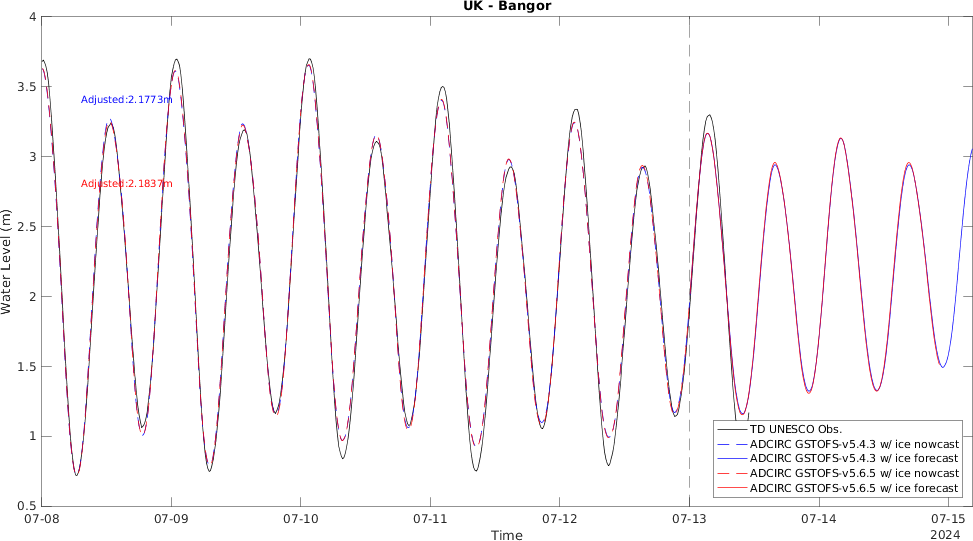 UK - Bangor
4
3.5
3
2.5
2
1.5
1
0.5
Water Level (m)
Adjusted:2.1773m
Adjusted:2.1837m
TD UNESCO Obs.
ADCIRC GSTOFS-v5.4.3 w/ ice nowcast
ADCIRC GSTOFS-v5.4.3 w/ ice forecast
ADCIRC GSTOFS-v5.6.5 w/ ice nowcast
ADCIRC GSTOFS-v5.6.5 w/ ice forecast
07-08 07-09 07-10 07-11 07-12 07-13 07-14 07-15
Time 2024